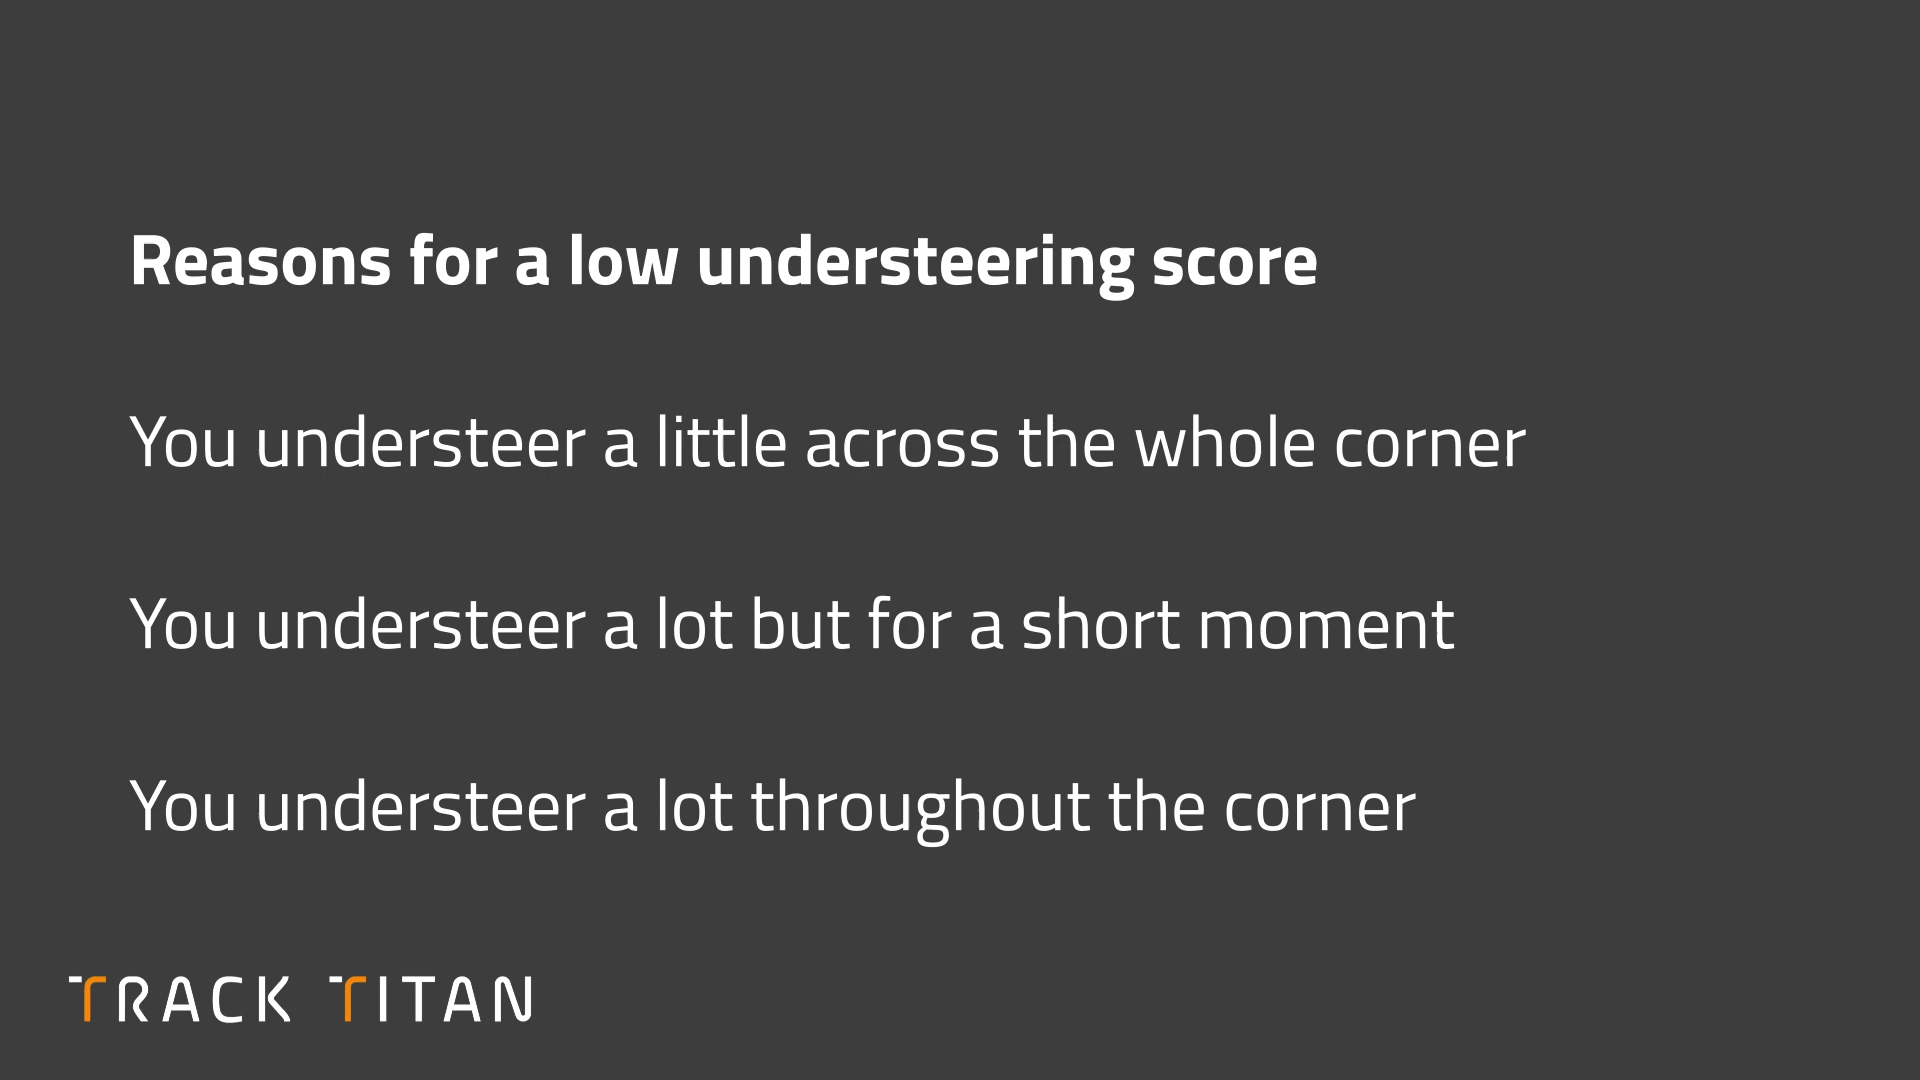 Reasons for a low understeering score
You understeer a little across the whole corner
You understeer a lot but for a short moment
You understeer a lot throughout the corner
TRACK TITAN